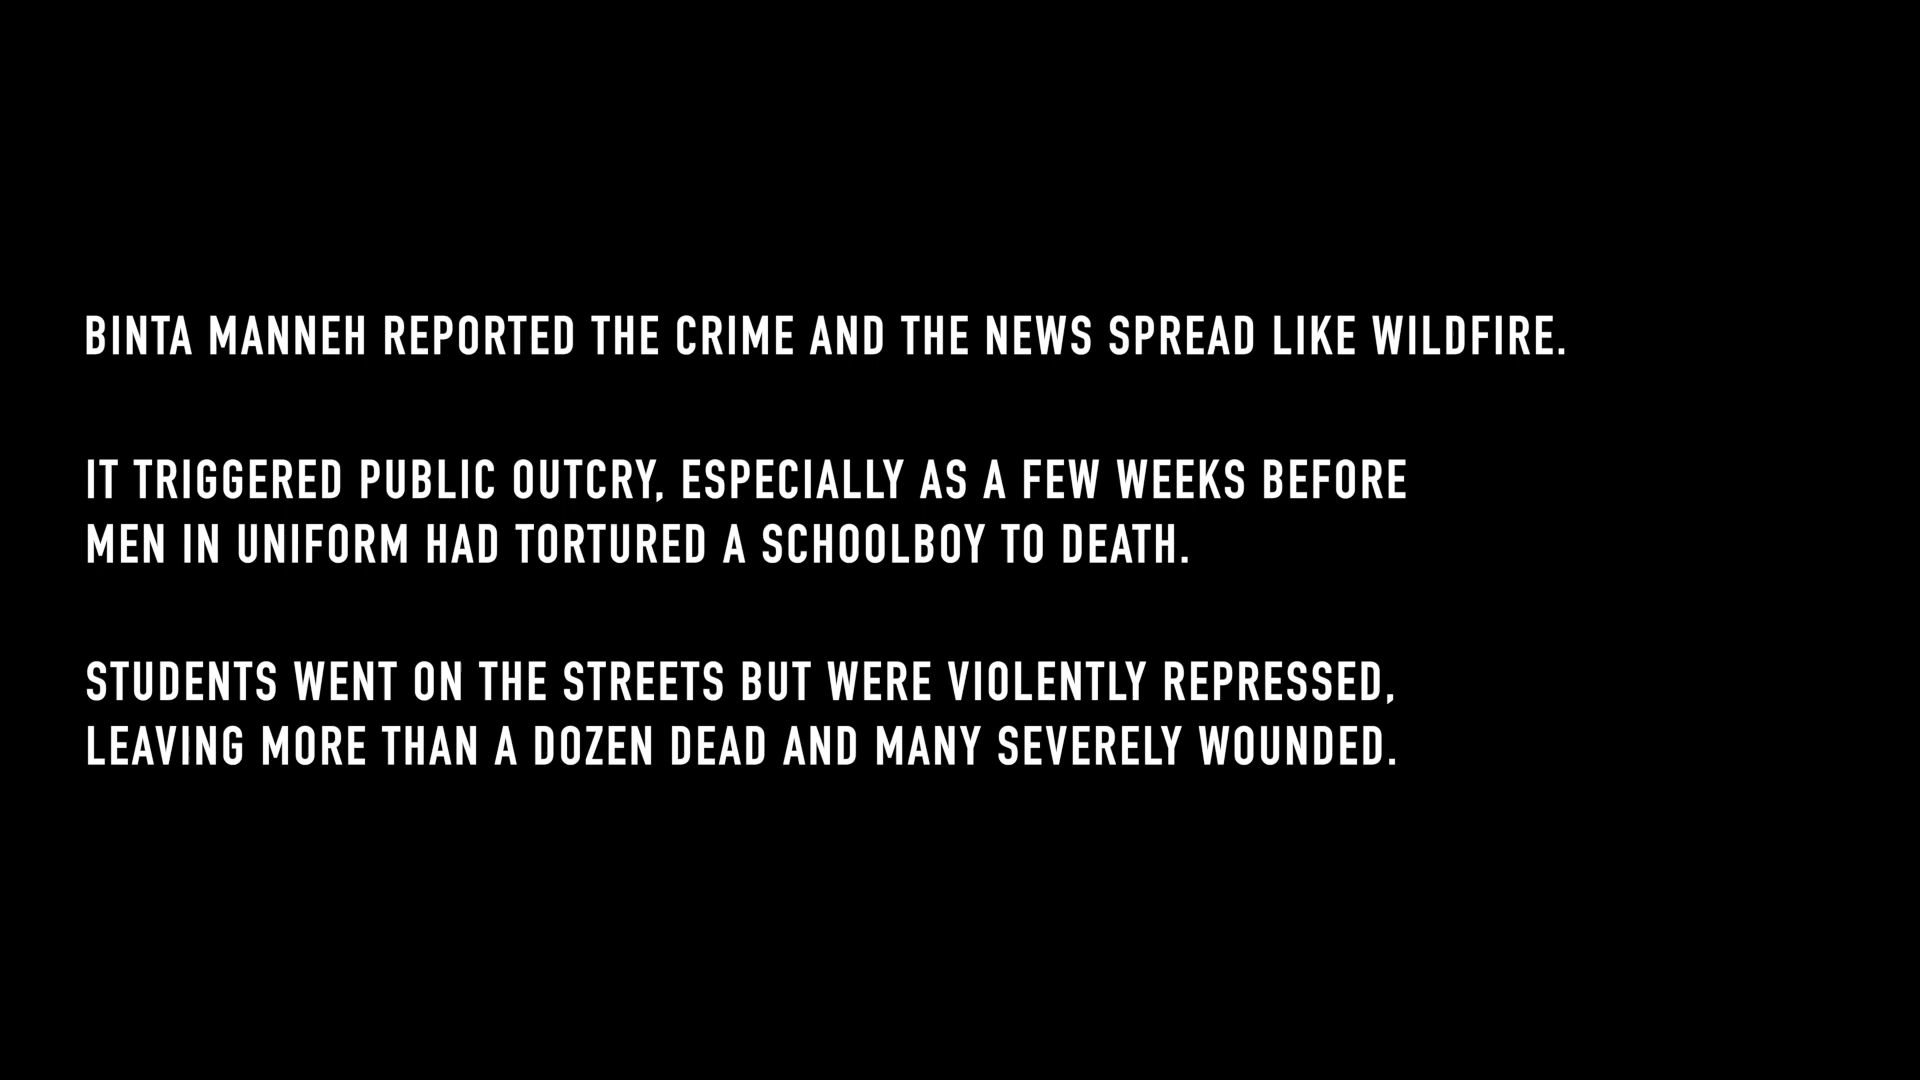 BINTA MANNEH REPORTED THE CRIME AND THE NEWS SPREAD LIKE WILDFIRE.
IT TRIGGERED PUBLIC OUTCRY, ESPECIALLY AS A FEW WEEKS BEFORE
MEN IN UNIFORM HAD TORTURED A SCHOOLBOY TO DEATH.
STUDENTS WENT ON THE STREETS BUT WERE VIOLENTLY REPRESSED,
LEAVING MORE THAN A DOZEN DEAD AND MANY SEVERELY WOUNDED.